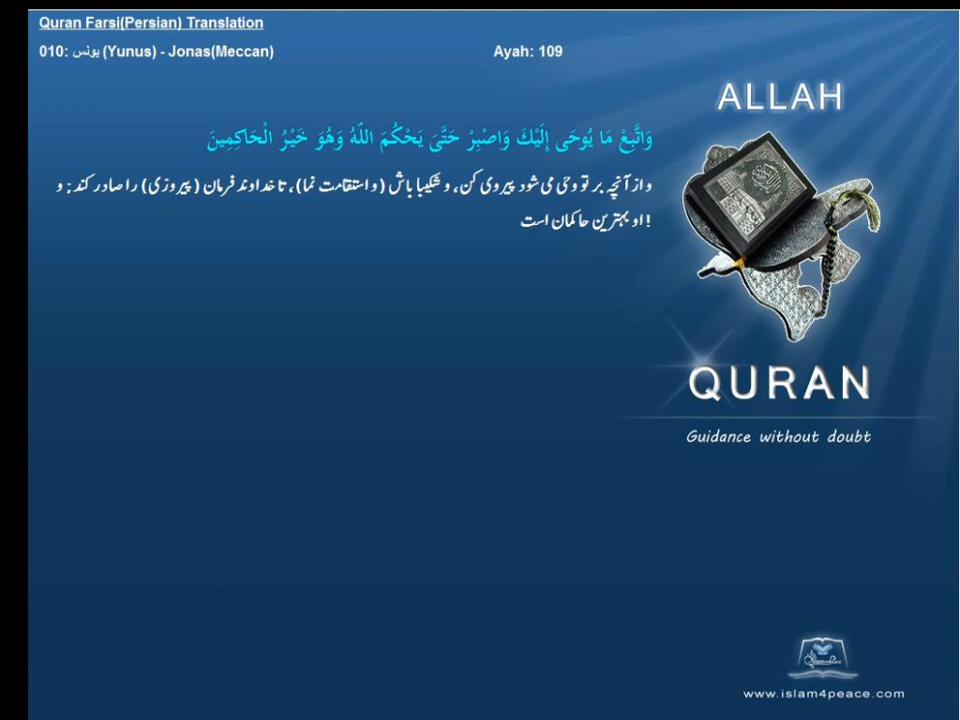 Quran Farsi(Persian) Translation
010: يونس (Yunus) - Jonas(Meccan) Ayah: 109
وَاتَّبِعْ مَا يُوحَى إِلَيْكَ وَاصْبِرْ حَتَّىَ يَحْكُمَ اللّهُ وَهُوَ خَيْرُ الْحَاكِمِينَ
و از آنچه بر تو وحی می شود پیروی کن، و شکیبا باش (و استقامت نما)، تا خداوند فرمان (پیروزی) را صادر کند; و
او بهترین حاکمان است!
ALLAH
QURAN
Guidance without doubt
www.islam4peace.com